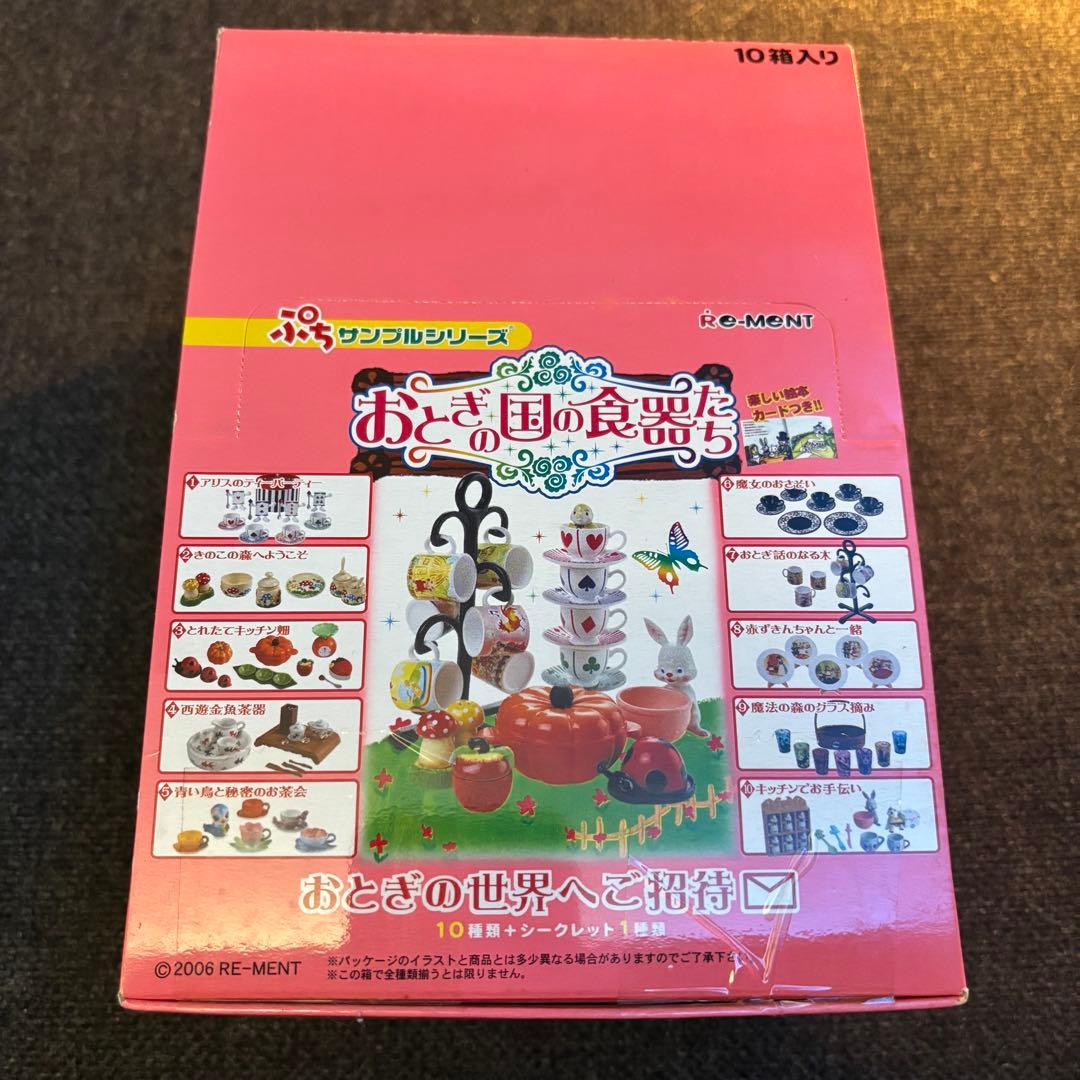 10箱入り
ぷちサンプルシリーズ®
RE-MENT
おとぎの国の食器たち
楽しい絵本
カードつき!!
1 アリスのティーパーティー
2 きのこの森へようこそ
3 とれたてキッチン畑
4 西遊金魚茶器
5 青い鳥と秘密のお茶会
6 魔女のおさそい
7 おとぎ話のなる木
8 赤ずきんちゃんと一緒
9 魔法の森のグラス摘み
10 キッチンでお手伝い
おとぎの世界へご招待
10種類+シークレット1種類
©2006 RE-MENT
※パッケージのイラストと商品とは多少異なる場合がありますのでご了承下さい。
※この箱で全種類揃うとは限りません。